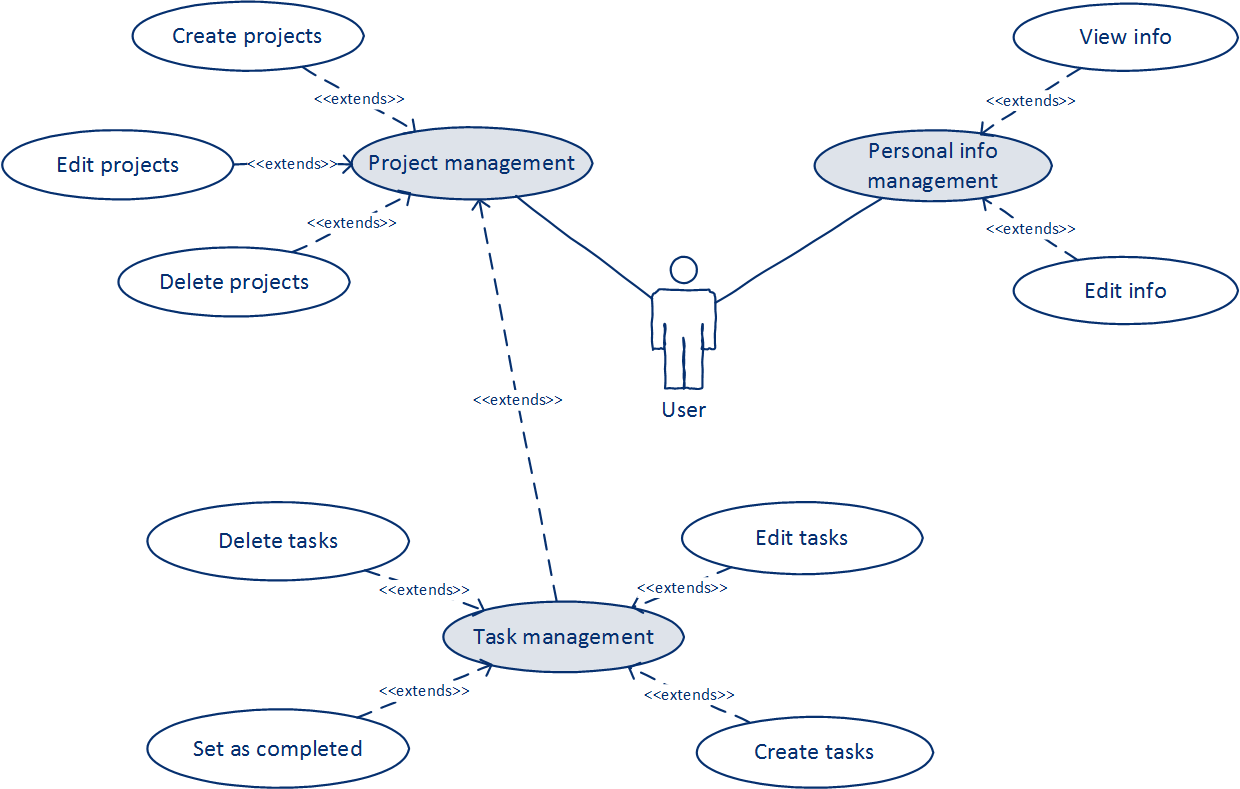 Create projects
View info
<<extends>>
<<extends>>
Edit projects
<<extends>>
Project management
Personal info
management
<<extends>>
<<extends>>
Delete projects
Edit info
<<extends>>
User
Delete tasks
Edit tasks
<<extends>>
<<extends>>
Task management
<<extends>>
<<extends>>
Set as completed
Create tasks